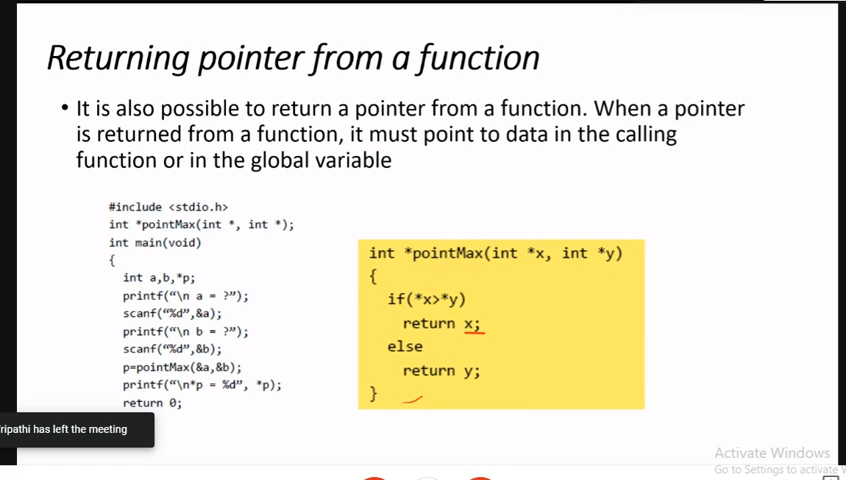 Returning pointer from a function
• It is also possible to return a pointer from a function. When a pointer
is returned from a function, it must point to data in the calling
function or in the global variable
#include <stdio.h>
int *pointMax(int *, int *);
int main(void)
{
int a,b,*p;
printf(“\n a = ?”);
scanf(“%d”,&a);
printf(“\n b = ?”);
scanf(“%d”,&b);
p=pointMax(&a,&b);
printf(“\n*p = %d”, *p);
return 0;
int *pointMax(int *x, int *y)
{
if(*x>*y)
return x;
else
return y;
}
ripathi has left the meeting
Activate Windows
Go to Settings to activate